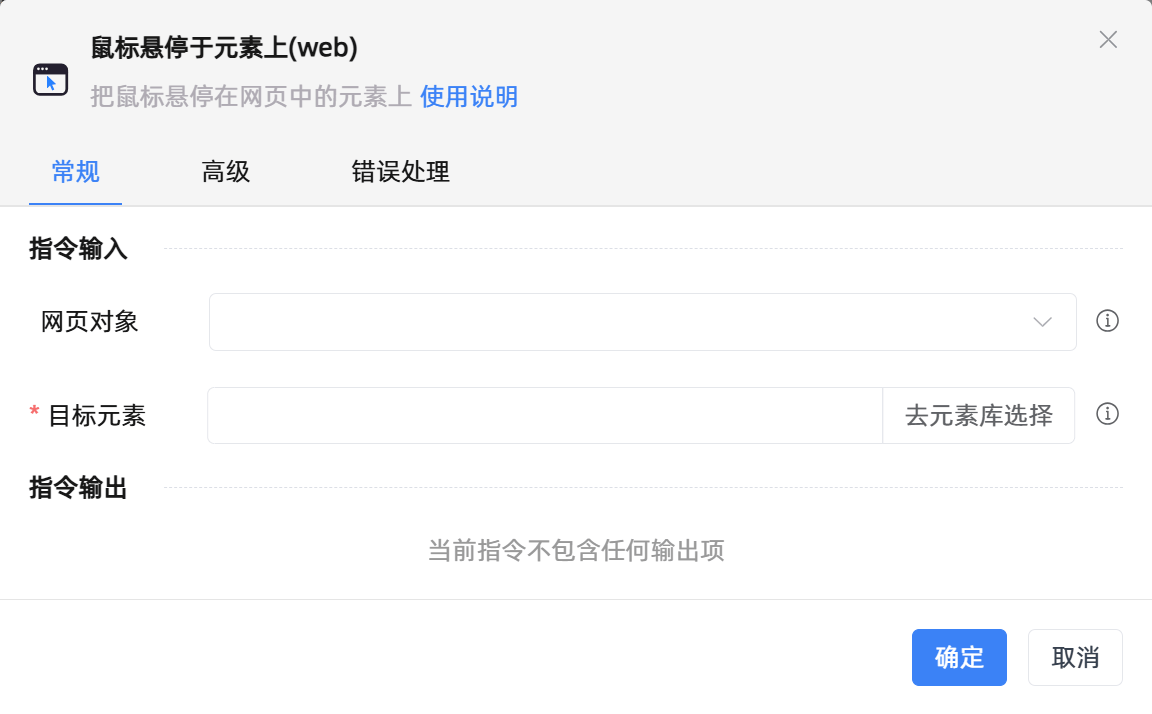 鼠标悬停于元素上(web)
把鼠标悬停在网页中的元素上 使用说明
常规 高级 错误处理
指令输入
网页对象
* 目标元素 去元素库选择
指令输出
当前指令不包含任何输出项
确定 取消